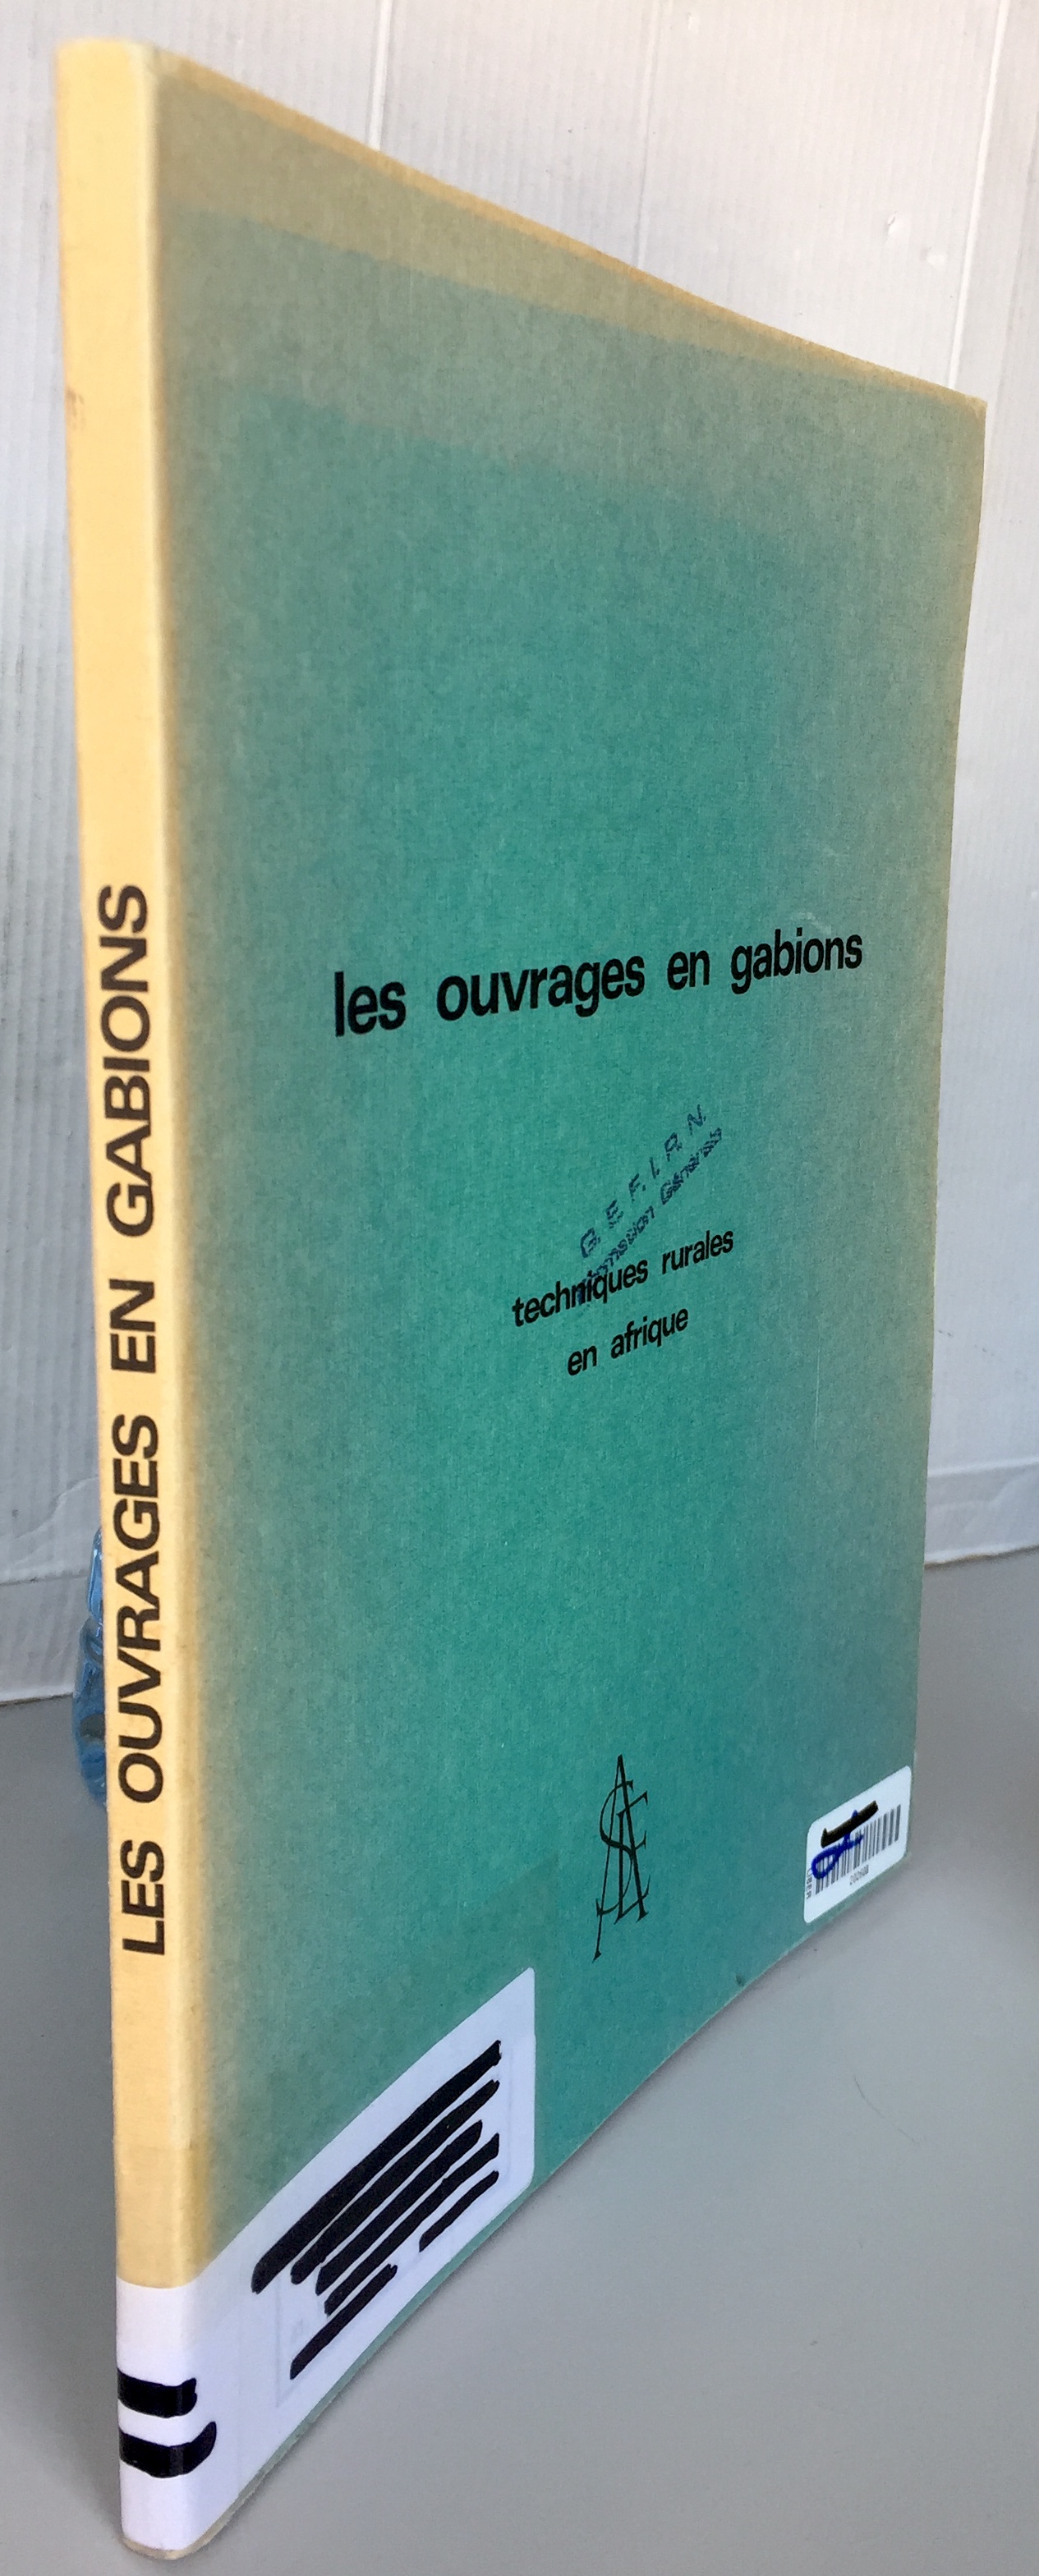 LES OUVRAGES EN GABIONS
les ouvrages en gabions
G.E.F.I.R.N.
techniques rurales
en afrique